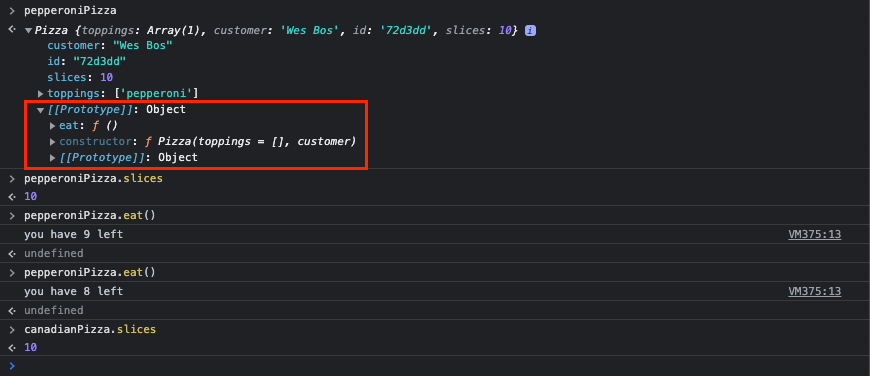 pepperoniPizza
Pizza {toppings: Array(1), customer: 'Wes Bos', id: '72d3dd', slices: 10} i
customer: "Wes Bos"
id: "72d3dd"
slices: 10
toppings: ['pepperoni']
[[Prototype]]: Object
eat: ƒ ()
constructor: ƒ Pizza(toppings = [], customer)
[[Prototype]]: Object
pepperoniPizza.slices
10
pepperoniPizza.eat()
you have 9 left VM375:13
undefined
pepperoniPizza.eat()
you have 8 left VM375:13
undefined
canadianPizza.slices
10